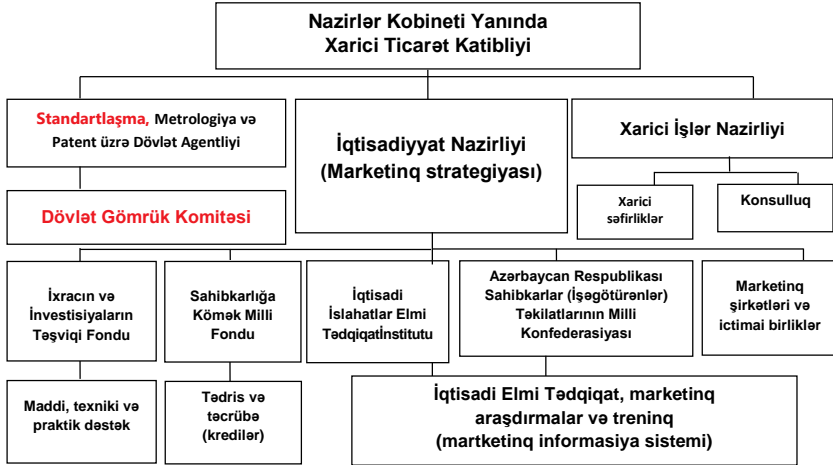 Nazirlər Kobineti Yanında
Xarici Ticarət Katibliyi
Standartlaşma, Metrologiya və
Patent üzrə Dövlət Agentliyi
İqtisadiyyat Nazirliyi
(Marketinq strategiyası)
Xarici İşlər Nazirliyi
Dövlət Gömrük Komitəsi
Xarici
səfirliklər
Konsulluq
İxracın və
İnvestisiyaların
Təşviqi Fondu
Sahibkarlığa
Kömək Milli
Fondu
İqtisadi
İslahatlar Elmi
Tədqiqatİnstitutu
Azərbaycan Respublikası
Sahibkarlar (İşəgötürənlər)
Təkilatlarının Milli
Konfederasiyası
Marketinq
şirkətləri və
ictimai birliklər
Maddi, texniki və
praktik dəstək
Tədris və
təcrübə
(kredilər)
İqtisadi Elmi Tədqiqat, marketinq
araşdırmalar və treninq
(martketinq informasiya sistemi)